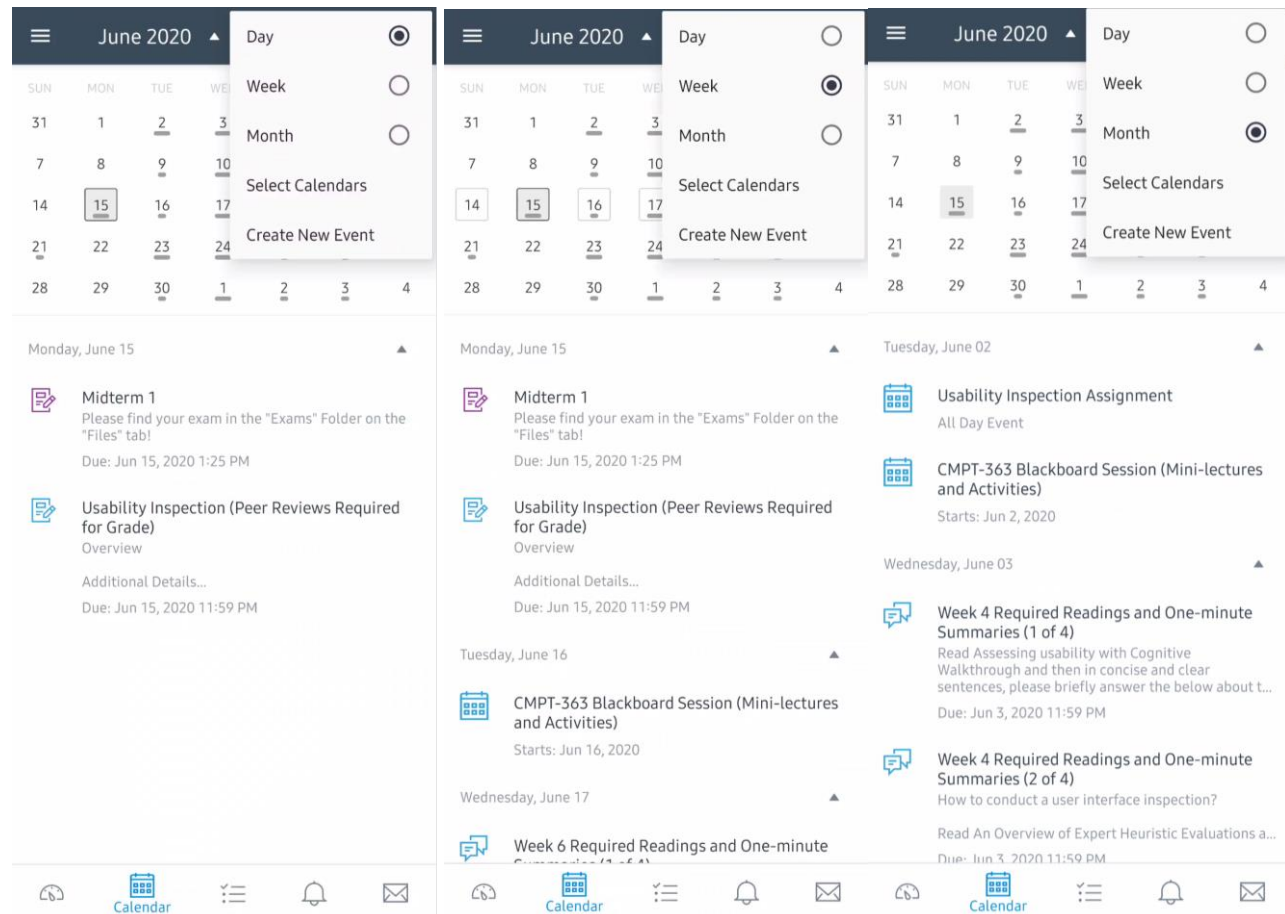 June 2020
Day
SUN MON TUE WE
Week
31 1 2 3
Month
7 8 9 10
Select Calendars
14 15 16 17
Create New Event
21 22 23 24
28 29 30 1 2 3 4
Monday, June 15
Midterm 1
Please find your exam in the "Exams" Folder on the
"Files" tab!
Due: Jun 15, 2020 1:25 PM
Usability Inspection (Peer Reviews Required
for Grade)
Overview
Additional Details...
Due: Jun 15, 2020 11:59 PM
Calendar
June 2020
Day
SUN MON TUE WE
Week
31 1 2 3
Month
7 8 9 10
Select Calendars
14 15 16 17
Create New Event
21 22 23 24
28 29 30 1 2 3 4
Monday, June 15
Midterm 1
Please find your exam in the "Exams" Folder on the
"Files" tab!
Due: Jun 15, 2020 1:25 PM
Usability Inspection (Peer Reviews Required
for Grade)
Overview
Additional Details...
Due: Jun 15, 2020 11:59 PM
Tuesday, June 16
CMPT-363 Blackboard Session (Mini-lectures
and Activities)
Starts: Jun 16, 2020
Wednesday, June 17
Week 6 Required Readings and One-minute
Summaries (1 of 4)
Calendar
June 2020
Day
SUN MON TUE WE
Week
31 1 2 3
Month
7 8 9 10
Select Calendars
14 15 16 17
Create New Event
21 22 23 24
28 29 30 1 2 3 4
Tuesday, June 02
Usability Inspection Assignment
All Day Event
CMPT-363 Blackboard Session (Mini-lectures
and Activities)
Starts: Jun 2, 2020
Wednesday, June 03
Week 4 Required Readings and One-minute
Summaries (1 of 4)
Read Assessing usability with Cognitive
Walkthrough and then in concise and clear
sentences, please briefly answer the below about t...
Due: Jun 3, 2020 11:59 PM
Week 4 Required Readings and One-minute
Summaries (2 of 4)
How to conduct a user interface inspection?
Read An Overview of Expert Heuristic Evaluations a...
Due: Jun 3, 2020 11:59 PM
Calendar